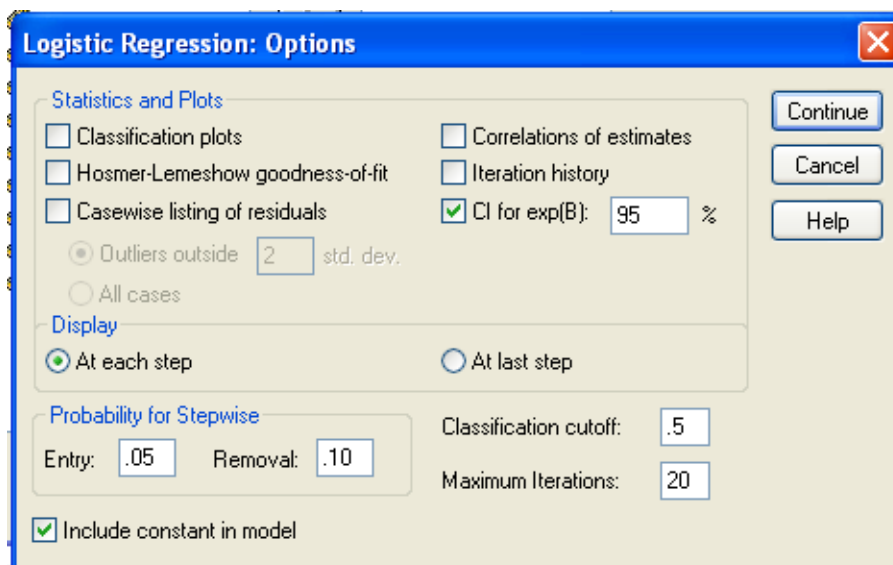 Logistic Regression: Options
Statistics and Plots
Classification plots
Correlations of estimates
Hosmer-Lemeshow goodness-of-fit
Iteration history
Casewise listing of residuals
CI for exp(B): 95 %
Outliers outside 2 std. dev.
All cases
Display
At each step
At last step
Probability for Stepwise
Entry: .05 Removal: .10
Classification cutoff: .5
Maximum Iterations: 20
Include constant in model
Continue
Cancel
Help